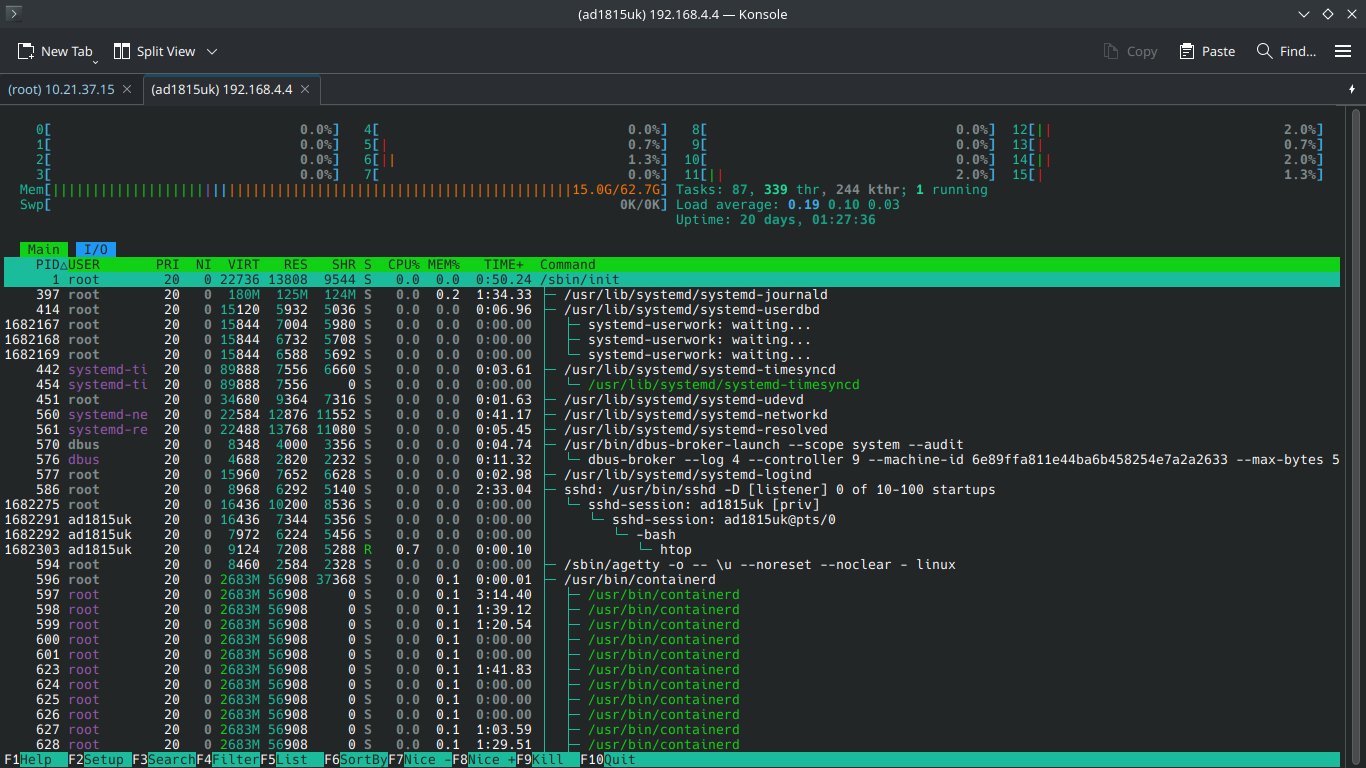 (ad1815uk) 192.168.4.4 — Konsole
New Tab Split View Copy Paste Find...
(root) 10.21.37.15 (ad1815uk) 192.168.4.4
0[ 0.0%] 4[ 0.0%] 8[ 0.0%] 12[|| 2.0%]
1[ 0.0%] 5[| 0.7%] 9[ 0.0%] 13[| 0.7%]
2[ 0.0%] 6[|| 1.3%] 10[ 0.0%] 14[|| 2.0%]
3[ 0.0%] 7[ 0.0%] 11[|| 2.0%] 15[| 1.3%]
Mem[|||||||||||||||||||||||||||||||||||||||||||||||||||||||||||||||||15.0G/62.7G] Tasks: 87, 339 thr, 244 kthr; 1 running
Swp[ 0K/0K] Load average: 0.19 0.10 0.03
Uptime: 20 days, 01:27:36
Main I/O
PID△USER PRI NI VIRT RES SHR S CPU% MEM% TIME+ Command
1 root 20 0 22736 13808 9544 S 0.0 0.0 0:50.24 /sbin/init
397 root 20 0 180M 125M 124M S 0.0 0.2 1:34.33 ├─ /usr/lib/systemd/systemd-journald
414 root 20 0 15120 5932 5036 S 0.0 0.0 0:06.96 ├─ /usr/lib/systemd/systemd-userdbd
1682167 root 20 0 15844 7004 5980 S 0.0 0.0 0:00.00 │ ├─ systemd-userwork: waiting...
1682168 root 20 0 15844 6732 5708 S 0.0 0.0 0:00.00 │ ├─ systemd-userwork: waiting...
1682169 root 20 0 15844 6588 5692 S 0.0 0.0 0:00.00 │ └─ systemd-userwork: waiting...
442 systemd-ti 20 0 89888 7556 6660 S 0.0 0.0 0:03.61 ├─ /usr/lib/systemd/systemd-timesyncd
454 systemd-ti 20 0 89888 7556 0 S 0.0 0.0 0:00.00 │ └─ /usr/lib/systemd/systemd-timesyncd
451 root 20 0 34680 9364 7316 S 0.0 0.0 0:01.63 ├─ /usr/lib/systemd/systemd-udevd
560 systemd-ne 20 0 22584 12876 11552 S 0.0 0.0 0:41.17 ├─ /usr/lib/systemd/systemd-networkd
561 systemd-re 20 0 22488 13768 11080 S 0.0 0.0 0:05.45 ├─ /usr/lib/systemd/systemd-resolved
570 dbus 20 0 8348 4000 3356 S 0.0 0.0 0:04.74 ├─ /usr/bin/dbus-broker-launch --scope system --audit
576 dbus 20 0 4688 2820 2232 S 0.0 0.0 0:11.32 │ └─ dbus-broker --log 4 --controller 9 --machine-id 6e89ffa811e44ba6b458254e7a2a2633 --max-bytes 5
577 root 20 0 15960 7652 6628 S 0.0 0.0 0:02.98 ├─ /usr/lib/systemd/systemd-logind
586 root 20 0 8968 6292 5140 S 0.0 0.0 2:33.04 ├─ sshd: /usr/bin/sshd -D [listener] 0 of 10-100 startups
1682275 root 20 0 16436 10200 8536 S 0.0 0.0 0:00.00 │ └─ sshd-session: ad1815uk [priv]
1682291 ad1815uk 20 0 16436 7344 5356 S 0.0 0.0 0:00.00 │ └─ sshd-session: ad1815uk@pts/0
1682292 ad1815uk 20 0 7972 6224 5456 S 0.0 0.0 0:00.00 │ └─ -bash
1682303 ad1815uk 20 0 9124 7208 5288 R 0.7 0.0 0:00.10 │ └─ htop
594 root 20 0 8460 2584 2328 S 0.0 0.0 0:00.00 ├─ /sbin/agetty -o -- \u --noreset --noclear - linux
596 root 20 0 2683M 56908 37368 S 0.0 0.1 0:00.01 ├─ /usr/bin/containerd
597 root 20 0 2683M 56908 0 S 0.0 0.1 3:14.40 │ ├─ /usr/bin/containerd
598 root 20 0 2683M 56908 0 S 0.0 0.1 1:39.12 │ ├─ /usr/bin/containerd
599 root 20 0 2683M 56908 0 S 0.0 0.1 1:20.54 │ ├─ /usr/bin/containerd
600 root 20 0 2683M 56908 0 S 0.0 0.1 0:00.00 │ ├─ /usr/bin/containerd
601 root 20 0 2683M 56908 0 S 0.0 0.1 0:00.00 │ ├─ /usr/bin/containerd
623 root 20 0 2683M 56908 0 S 0.0 0.1 1:41.83 │ ├─ /usr/bin/containerd
624 root 20 0 2683M 56908 0 S 0.0 0.1 0:00.00 │ ├─ /usr/bin/containerd
625 root 20 0 2683M 56908 0 S 0.0 0.1 0:00.00 │ ├─ /usr/bin/containerd
626 root 20 0 2683M 56908 0 S 0.0 0.1 0:00.00 │ ├─ /usr/bin/containerd
627 root 20 0 2683M 56908 0 S 0.0 0.1 1:03.59 │ ├─ /usr/bin/containerd
628 root 20 0 2683M 56908 0 S 0.0 0.1 1:29.51 │ ├─ /usr/bin/containerd
F1Help F2Setup F3SearchF4FilterF5List F6SortByF7Nice -F8Nice +F9Kill F10Quit